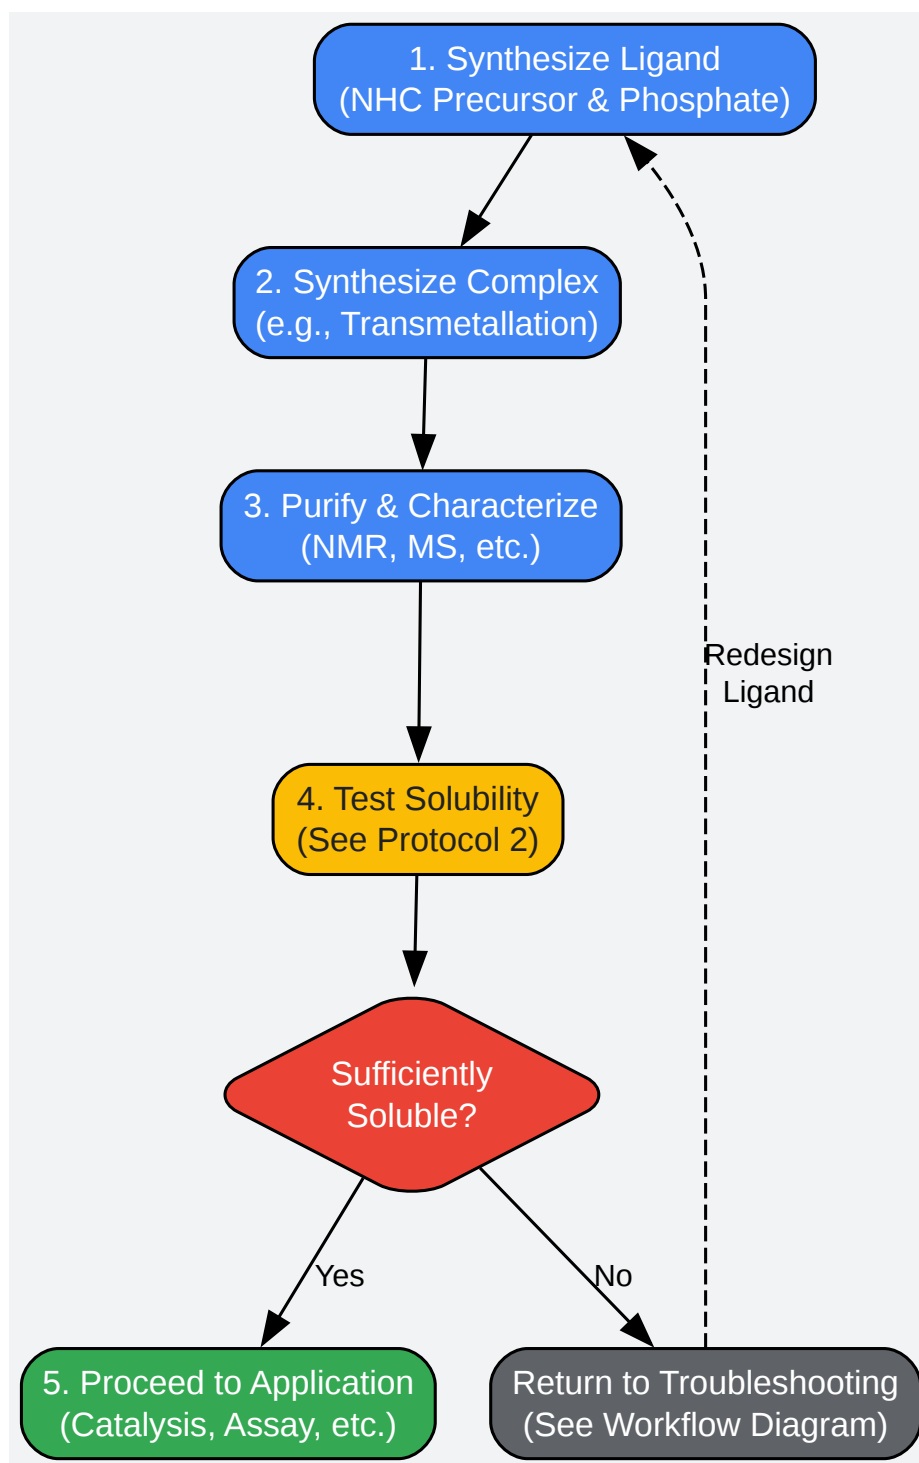 1. Synthesize Ligand
(NHC Precursor & Phosphate)
2. Synthesize Complex
(e.g., Transmetallation)
3. Purify & Characterize
(NMR, MS, etc.)
Redesign
Ligand
4. Test Solubility
(See Protocol 2)
Sufficiently
Soluble?
Yes
No
5. Proceed to Application
(Catalysis, Assay, etc.)
Return to Troubleshooting
(See Workflow Diagram)